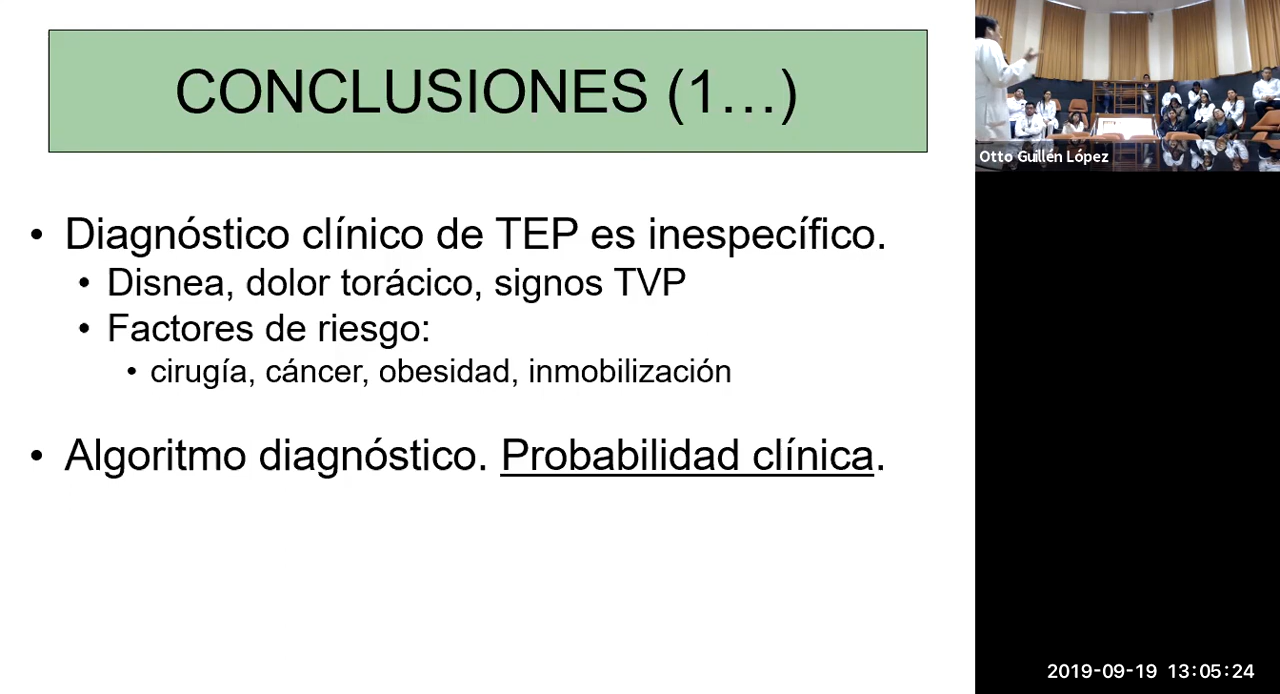 CONCLUSIONES (1...)
• Diagnóstico clínico de TEP es inespecífico.
• Disnea, dolor torácico, signos TVP
• Factores de riesgo:
• cirugía, cáncer, obesidad, inmobilización
• Algoritmo diagnóstico. Probabilidad clínica.
Otto Guillén López
2019-09-19 13:05:24